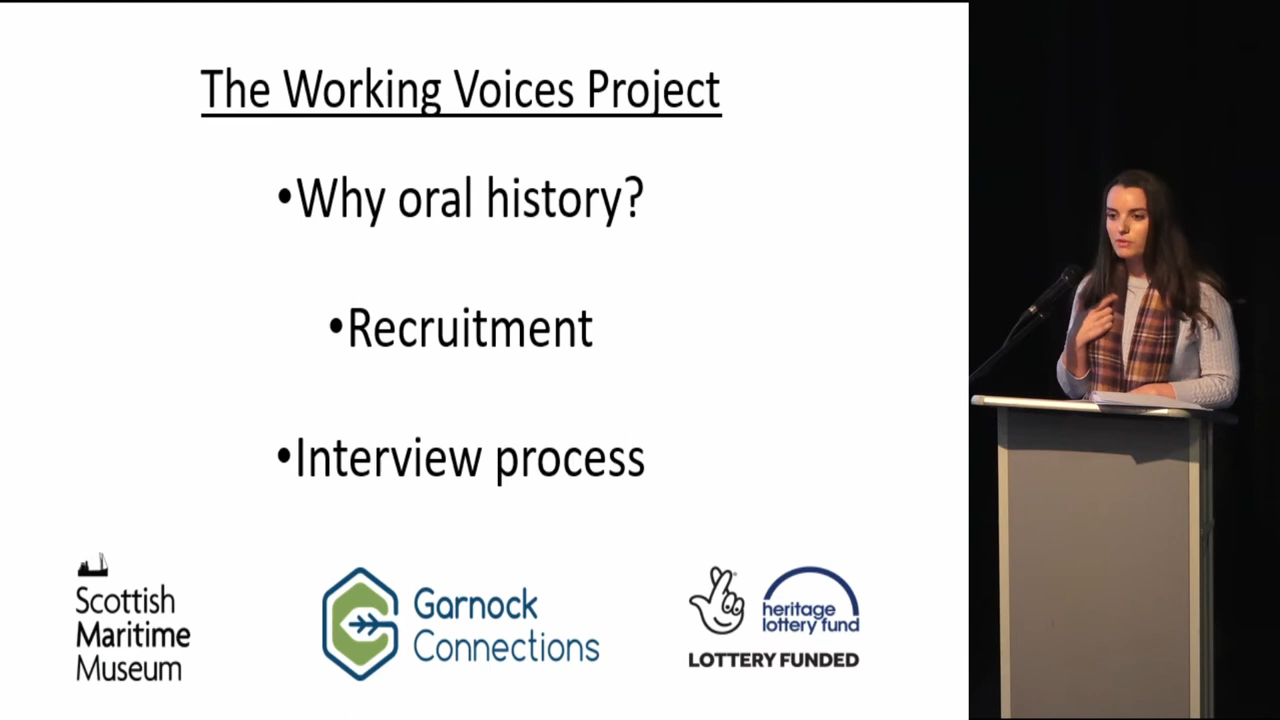 The Working Voices Project
•Why oral history?
•Recruitment
•Interview process
Scottish
Maritime
Museum
Garnock
Connections
heritage
lottery fund
LOTTERY FUNDED